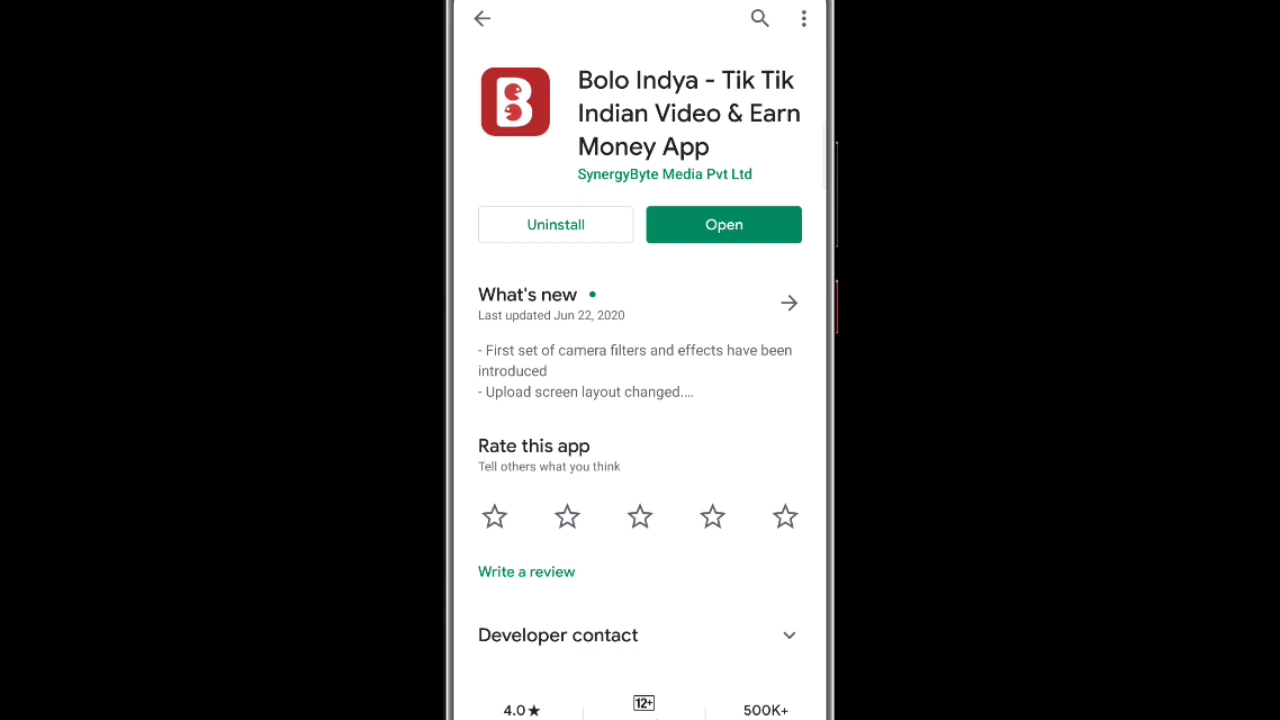 Bolo Indya - Tik Tik
Indian Video & Earn
Money App
SynergyByte Media Pvt Ltd
Uninstall
Open
What's new
Last updated Jun 22, 2020
- First set of camera filters and effects have been
introduced
- Upload screen layout changed....
Rate this app
Tell others what you think
Write a review
Developer contact
4.0★
12+
500K+